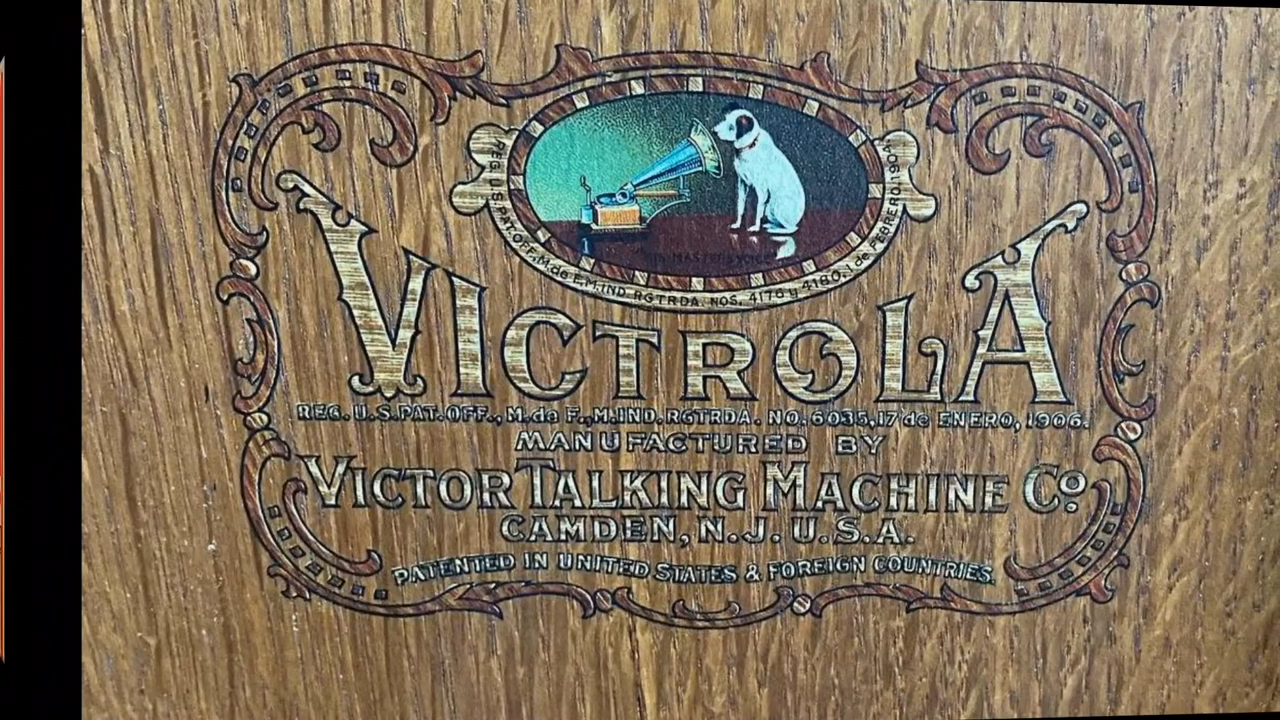 REG. U.S. PAT. OFF. M. de F. M. IND. RGTRDA. NOS. 4176 y 4180, 1 de FEBRERO, 1904
HIS MASTER'S VOICE
VICTROLA
REG. U.S. PAT. OFF., M. de F., M. IND. RGTRDA. NO. 6035, 17 de ENERO, 1906.
MANUFACTURED BY
VICTOR TALKING MACHINE Co.
CAMDEN, N.J. U.S.A.
PATENTED IN UNITED STATES & FOREIGN COUNTRIES.